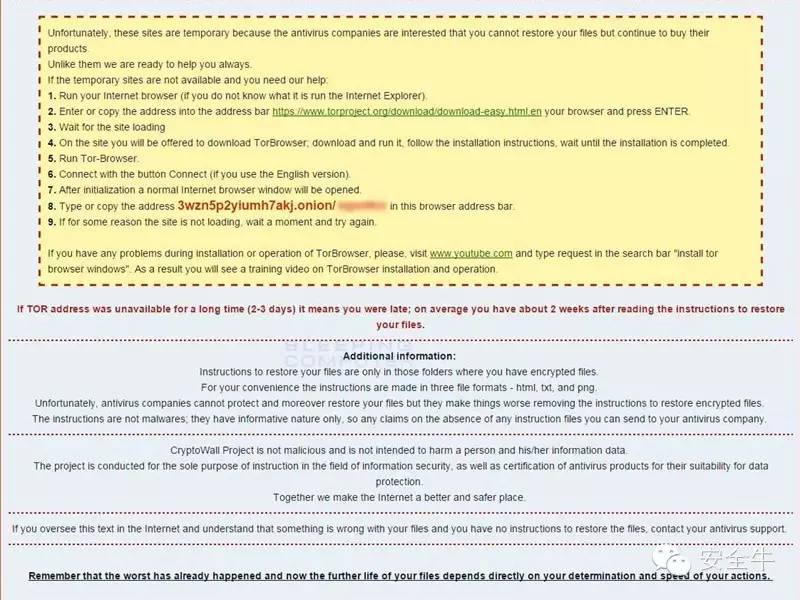 Unfortunately, these sites are temporary because the antivirus companies are interested that you cannot restore your files but continue to buy their
products
Unlike them we are ready to help you always.
If the temporary sites are not available and you need our help:
1. Run your Internet browser (if you do not know what it is run the Internet Explorer).
2. Enter or copy the address into the address bar https://www.torproject.org/download/download-easy.html.en your browser and press ENTER.
3. Wait for the site loading
4. On the site you will be offered to download TorBrowser; download and run it, follow the installation instructions, wait until the installation is completed.
5. Run Tor-Browser.
6. Connect with the button Connect (if you use the English version).
7. After initialization a normal Internet browser window will be opened.
8. Type or copy the address 3wzn5p2yiumh7akj.onion/ in this browser address bar.
9. If for some reason the site is not loading, wait a moment and try again.
If you have any problems during installation or operation of TorBrowser, please, visit www.youtube.com and type request in the search bar "install tor
browser windows". As a result you will see a training video on TorBrowser installation and operation.
If TOR address was unavailable for a long time (2-3 days) it means you were late; on average you have about 2 weeks after reading the instructions to restore
your files.
BLEEPING
COMPUTER
Additional information:
Instructions to restore your files are only in those folders where you have encrypted files.
For your convenience the instructions are made in three file formats - html, txt, and png.
Unfortunately, antivirus companies cannot protect and moreover restore your files but they make things worse removing the instructions to restore encrypted files.
The instructions are not malwares; they have informative nature only, so any claims on the absence of any instruction files you can send to your antivirus company.
CryptoWall Project is not malicious and is not intended to harm a person and his/her information data.
The project is conducted for the sole purpose of instruction in the field of information security, as well as certification of antivirus products for their suitability for data
protection.
Together we make the Internet a better and safer place.
If you oversee this text in the Internet and understand that something is wrong with your files and you have no instructions to restore the files, contact your antivirus support.
Remember that the worst has already happened and now the further life of your files depends directly on your determination and speed of your actions.
安全牛